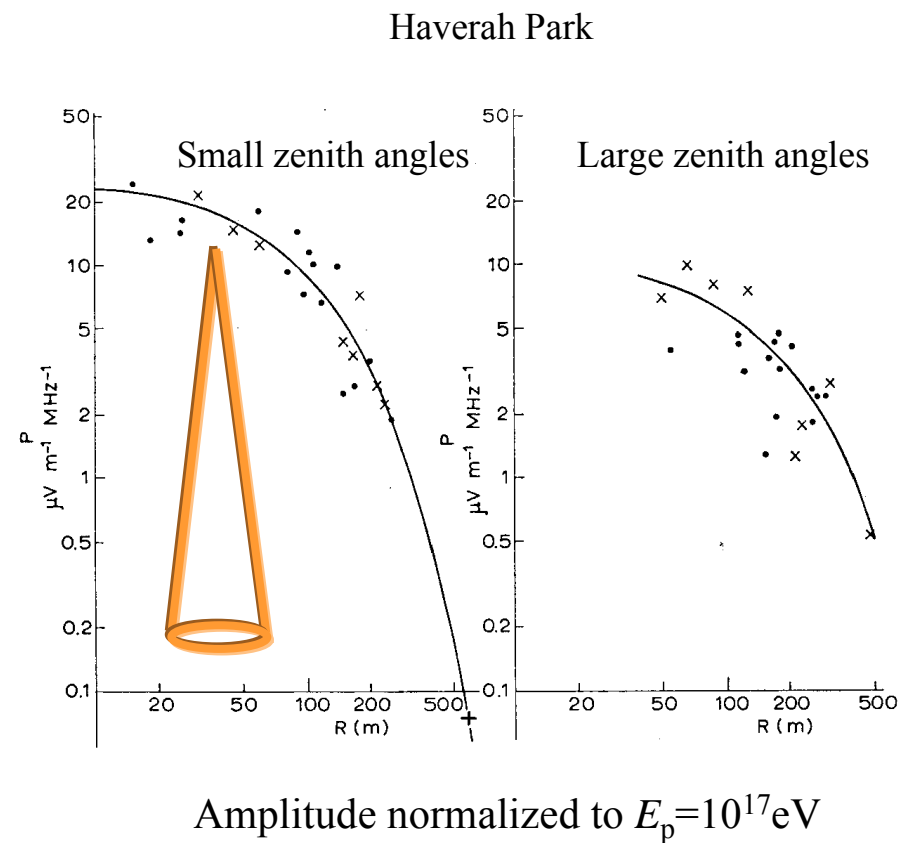 Haverah Park
Small zenith angles
50
20
10
5
2
1
0.5
0.2
0.1
P
μV m⁻¹ MHz⁻¹
20 50 100 200 500
R (m)
Large zenith angles
50
20
10
5
2
1
0.5
0.2
0.1
P
μV m⁻¹ MHz⁻¹
20 50 100 200 500
R (m)
Amplitude normalized to Eₚ=10¹⁷eV